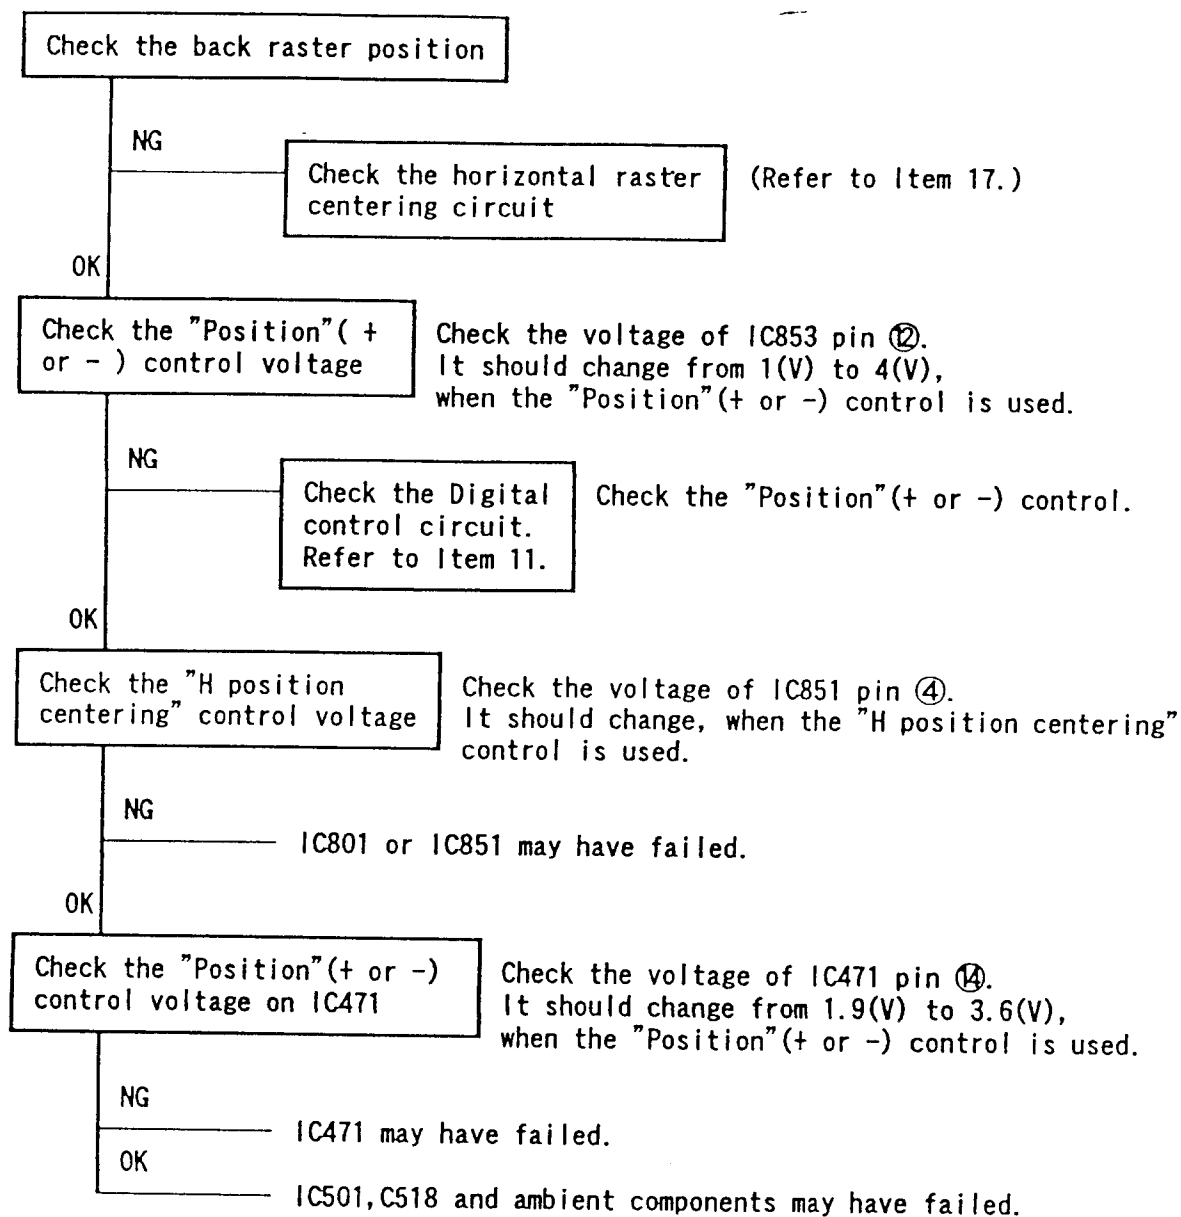 Check the back raster position
NG
Check the horizontal raster
centering circuit
(Refer to Item 17.)
OK
Check the "Position"( +
or - ) control voltage
Check the voltage of IC853 pin ⑫.
It should change from 1(V) to 4(V),
when the "Position"(+ or -) control is used.
NG
Check the Digital
control circuit.
Refer to Item 11.
Check the "Position"(+ or -) control.
OK
Check the "H position
centering" control voltage
Check the voltage of IC851 pin ④.
It should change, when the "H position centering"
control is used.
NG
IC801 or IC851 may have failed.
OK
Check the "Position"(+ or -)
control voltage on IC471
Check the voltage of IC471 pin ⑭.
It should change from 1.9(V) to 3.6(V),
when the "Position"(+ or -) control is used.
NG
IC471 may have failed.
OK
IC501,C518 and ambient components may have failed.